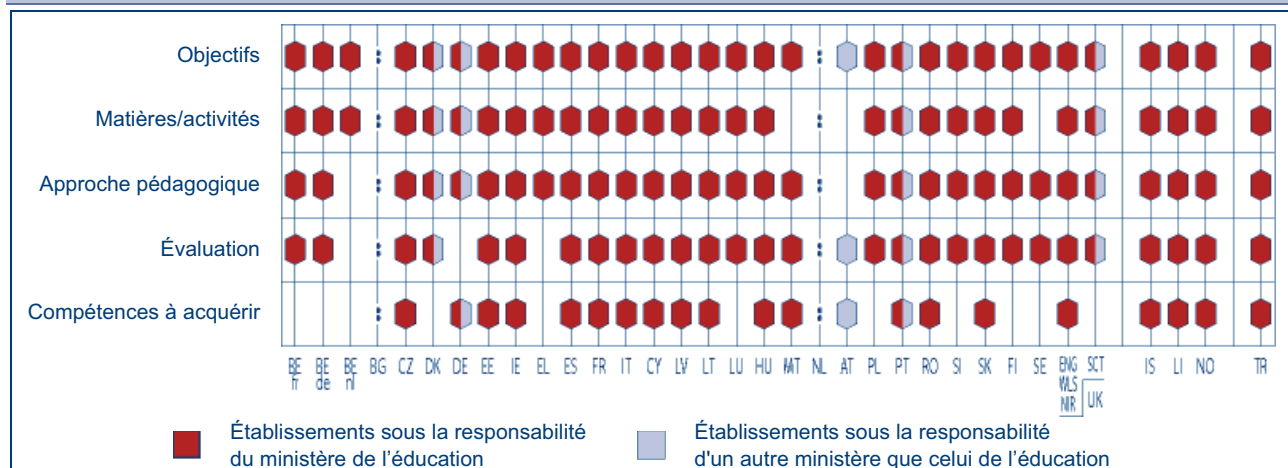 Objectifs
Matières/activités
Approche pédagogique
Évaluation
Compétences à acquérir
: : : : : : : : : :
BE fr BE de BE nl BG CZ DK DE EE IE EL ES FR IT CY LV LT LU HU MT NL AT PL PT RO SI SK FI SE ENG WLS NIR SCT UK IS LI NO TR
Établissements sous la responsabilité
du ministère de l'éducation
Établissements sous la responsabilité
d'un autre ministère que celui de l'éducation